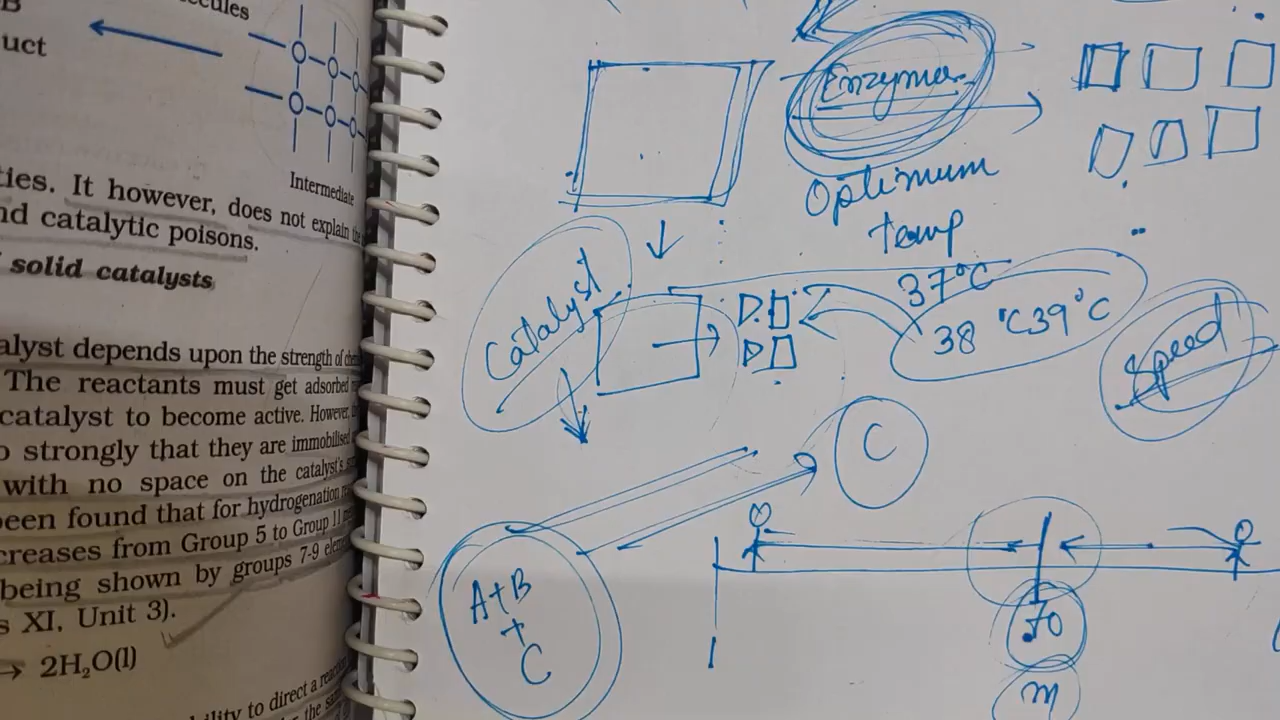 uct
Intermediate
ties. It however, does not explain
nd catalytic poisons.
solid catalysts
alyst depends upon the strength of
The reactants must get adsorbed
catalyst to become active. However,
o strongly that they are immobilised
with no space on the catalyst's
been found that for hydrogenation
creases from Group 5 to Group 11
being shown by groups 7-9
s XI, Unit 3).
→ 2H₂O(l)
to direct a
Enzymes
Optimum
temp
37°C
38 °C 39°C
Catalyst
Speed
C
A+B
+
C
m